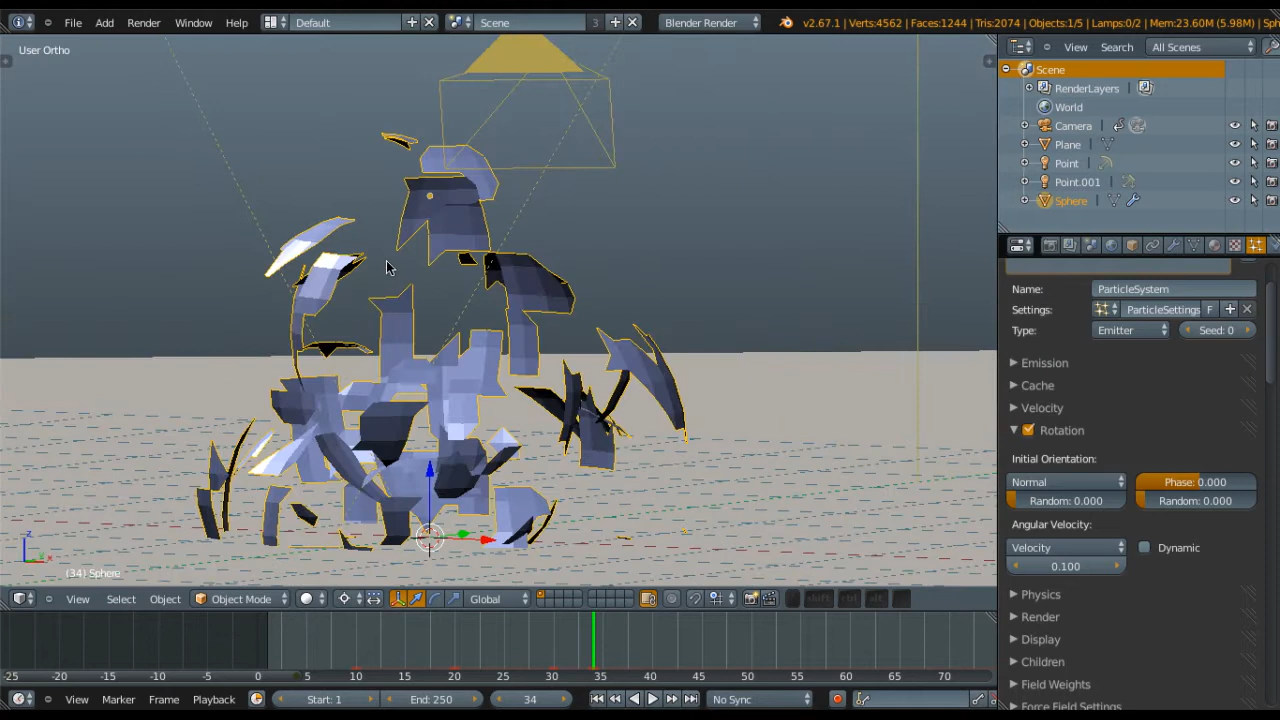 File Add Render Window Help Default Scene 3 Blender Render v2.67.1 | Verts:4562 | Faces:1244 | Tris:2074 | Objects:1/5 | Lamps:0/2 | Mem:23.60M (5.98M) | Sph
User Ortho
View Search All Scenes
Scene
RenderLayers
World
Camera
Plane
Point
Point.001
Sphere
Name: ParticleSystem
Settings: ParticleSettings F
Type: Emitter Seed: 0
Emission
Cache
Velocity
Rotation
Initial Orientation:
Normal Phase: 0.000
Random: 0.000 Random: 0.000
Angular Velocity:
Velocity Dynamic
0.100
Physics
Render
Display
Children
Field Weights
Force Field Settings
z
y x
(34) Sphere
View Select Object Object Mode Global shift ctrl alt
-25 -20 -15 -10 -5 0 5 10 15 20 25 30 35 40 45 50 55 60 65 70
View Marker Frame Playback Start: 1 End: 250 34 No Sync